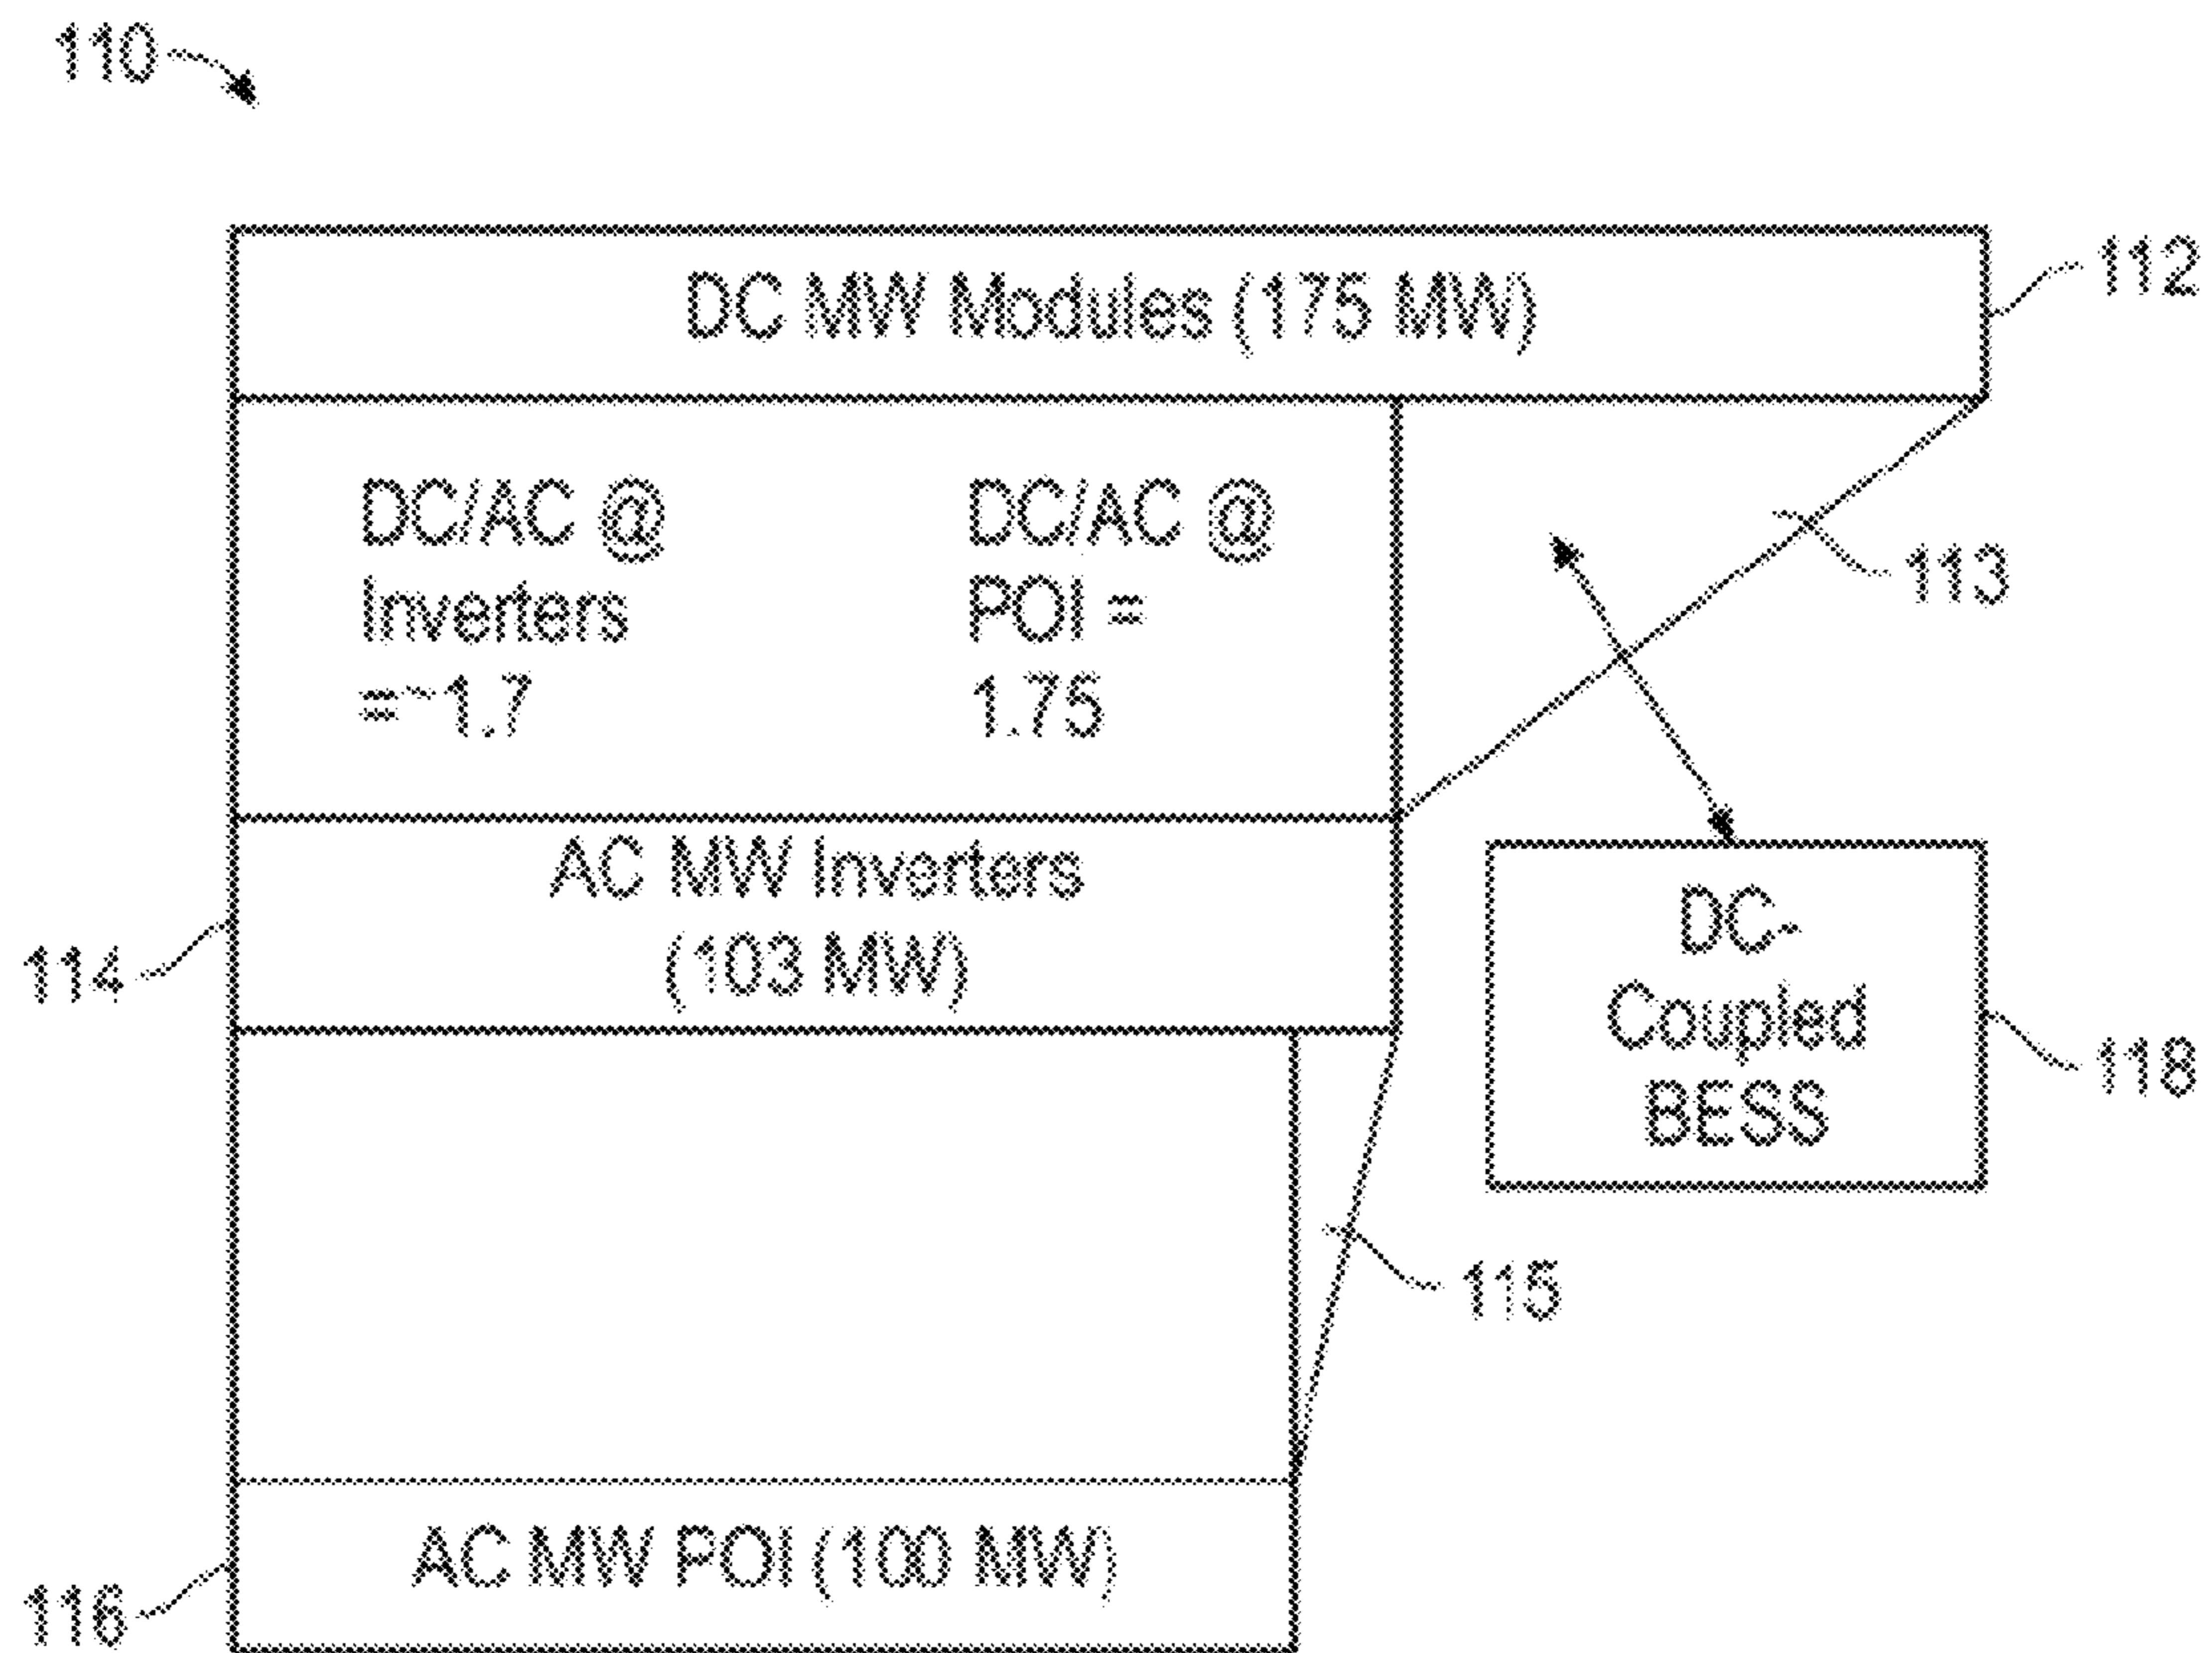 110
DC MW Modules (175 MW)
112
DC/AC @
Inverters
=~1.7
DC/AC @
POI =
1.75
113
AC MW Inverters
(103 MW)
114
DC-
Coupled
BESS
118
115
AC MW POI (100 MW)
116